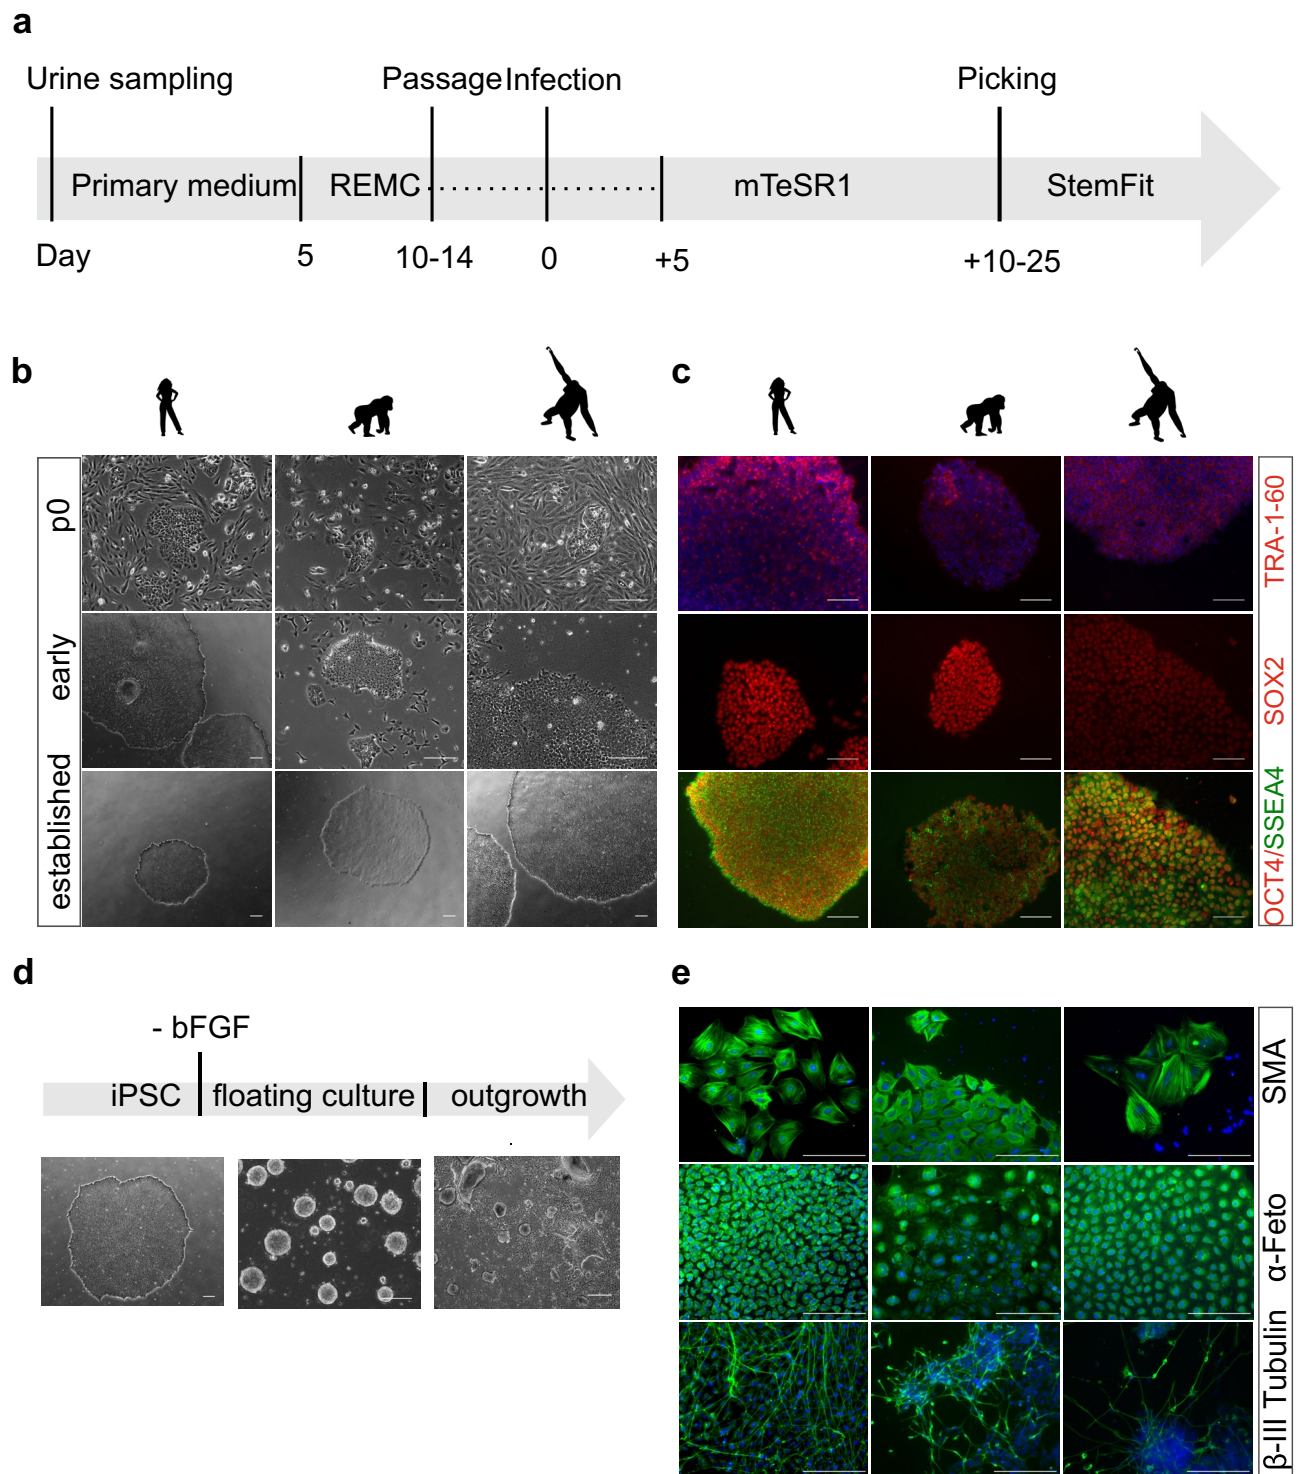 a
Urine sampling Passage Infection Picking
Primary medium REMC mTeSR1 StemFit
Day 5 10-14 0 +5 +10-25
b
p0
early
established
c
TRA-1-60
SOX2
OCT4/SSEA4
d
- bFGF
iPSC floating culture outgrowth
e
SMA
α-Feto
β-III Tubulin